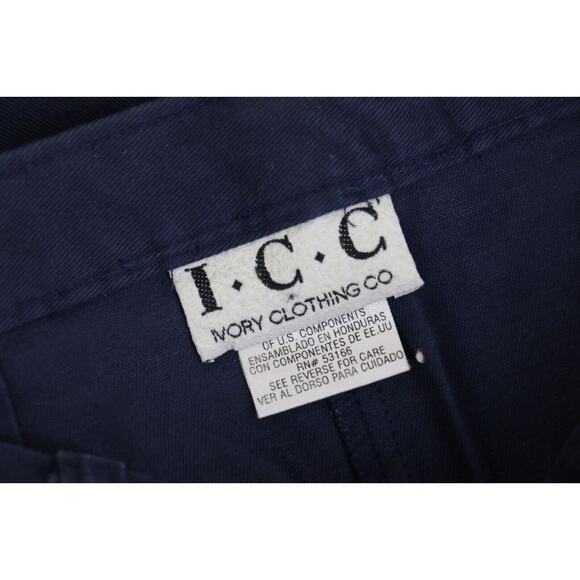 I·C·C
IVORY CLOTHING CO
OF U.S. COMPONENTS
ENSAMBLADO EN HONDURAS
CON COMPONENTES DE EE.UU
RN# 53166
SEE REVERSE FOR CARE
VER AL DORSO PARA CUIDADO